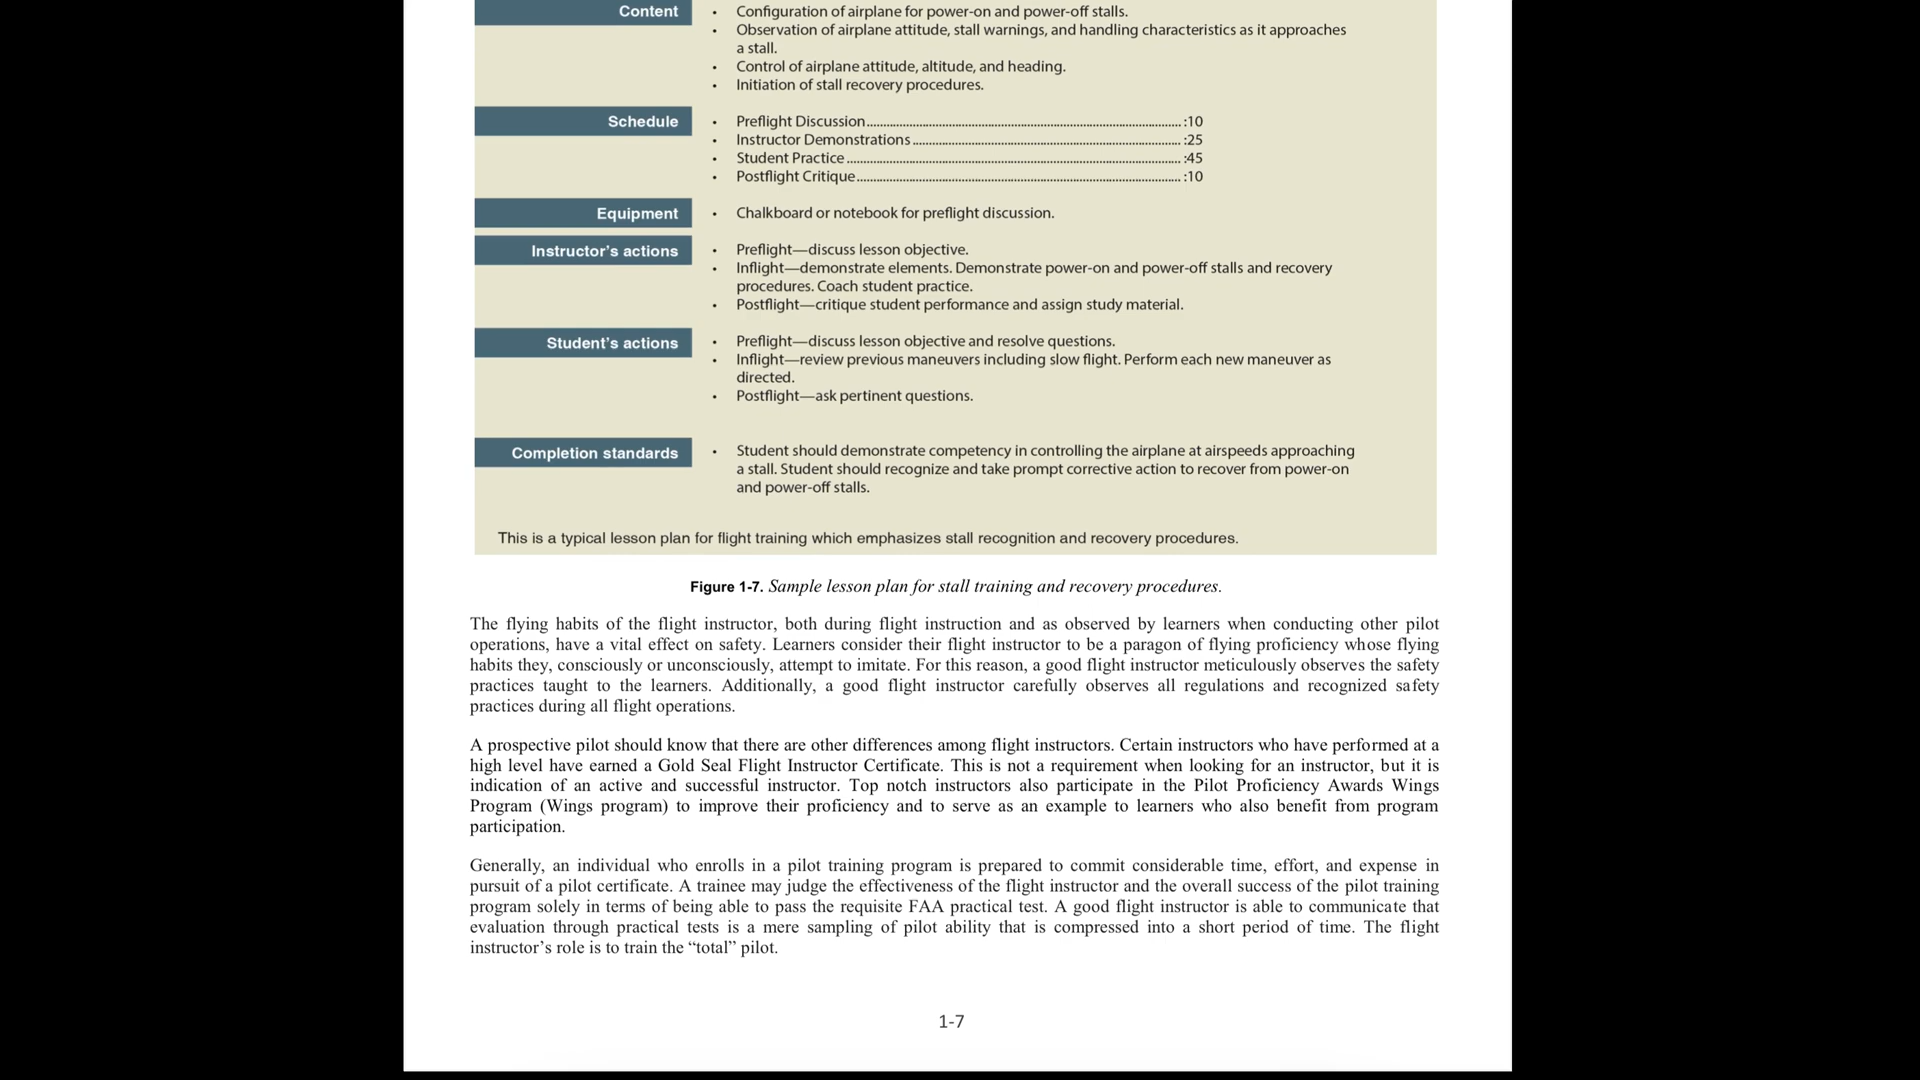 Content
• Configuration of airplane for power-on and power-off stalls.
• Observation of airplane attitude, stall warnings, and handling characteristics as it approaches
a stall.
• Control of airplane attitude, altitude, and heading.
• Initiation of stall recovery procedures.
Schedule
• Preflight Discussion :10
• Instructor Demonstrations :25
• Student Practice :45
• Postflight Critique :10
Equipment
• Chalkboard or notebook for preflight discussion.
Instructor’s actions
• Preflight—discuss lesson objective.
• Inflight—demonstrate elements. Demonstrate power-on and power-off stalls and recovery
procedures. Coach student practice.
• Postflight—critique student performance and assign study material.
Student’s actions
• Preflight—discuss lesson objective and resolve questions.
• Inflight—review previous maneuvers including slow flight. Perform each new maneuver as
directed.
• Postflight—ask pertinent questions.
Completion standards
• Student should demonstrate competency in controlling the airplane at airspeeds approaching
a stall. Student should recognize and take prompt corrective action to recover from power-on
and power-off stalls.
This is a typical lesson plan for flight training which emphasizes stall recognition and recovery procedures.
Figure 1-7. Sample lesson plan for stall training and recovery procedures.
The flying habits of the flight instructor, both during flight instruction and as observed by learners when conducting other pilot
operations, have a vital effect on safety. Learners consider their flight instructor to be a paragon of flying proficiency whose flying
habits they, consciously or unconsciously, attempt to imitate. For this reason, a good flight instructor meticulously observes the safety
practices taught to the learners. Additionally, a good flight instructor carefully observes all regulations and recognized safety
practices during all flight operations.
A prospective pilot should know that there are other differences among flight instructors. Certain instructors who have performed at a
high level have earned a Gold Seal Flight Instructor Certificate. This is not a requirement when looking for an instructor, but it is
indication of an active and successful instructor. Top notch instructors also participate in the Pilot Proficiency Awards Wings
Program (Wings program) to improve their proficiency and to serve as an example to learners who also benefit from program
participation.
Generally, an individual who enrolls in a pilot training program is prepared to commit considerable time, effort, and expense in
pursuit of a pilot certificate. A trainee may judge the effectiveness of the flight instructor and the overall success of the pilot training
program solely in terms of being able to pass the requisite FAA practical test. A good flight instructor is able to communicate that
evaluation through practical tests is a mere sampling of pilot ability that is compressed into a short period of time. The flight
instructor’s role is to train the “total” pilot.
1-7